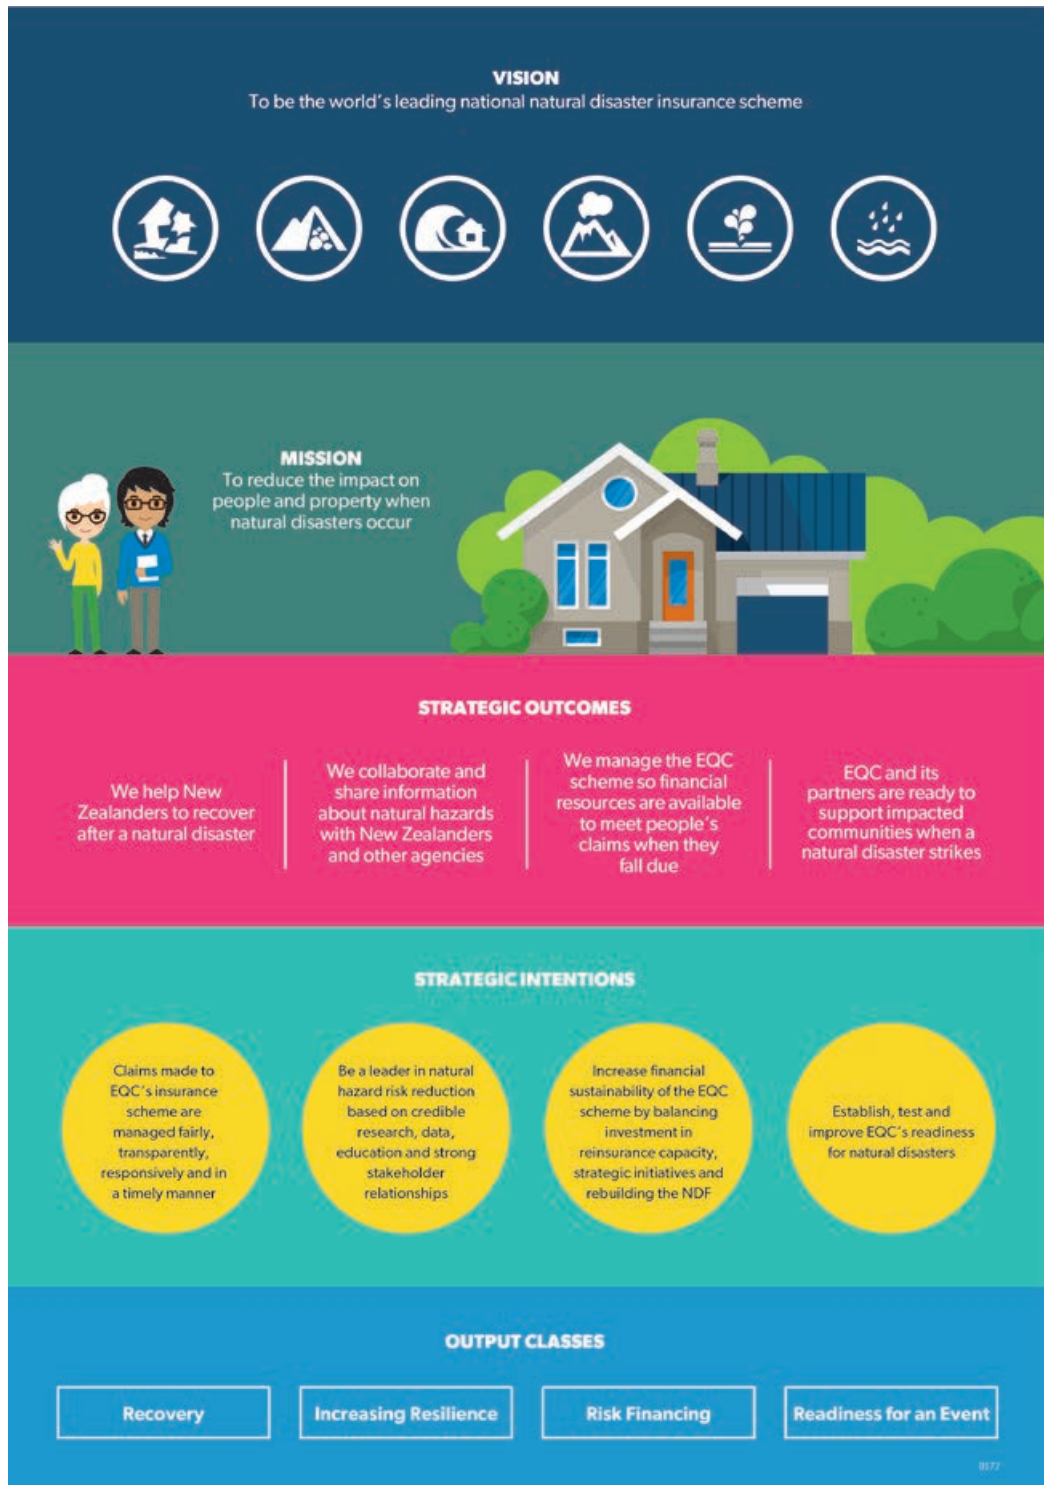 VISION
To be the world's leading national natural disaster insurance scheme
MISSION
To reduce the impact on
people and property when
natural disasters occur
STRATEGIC OUTCOMES
We help New
Zealanders to recover
after a natural disaster
We collaborate and
share information
about natural hazards
with New Zealanders
and other agencies
We manage the EQC
scheme so financial
resources are available
to meet people's
claims when they
fall due
EQC and its
partners are ready to
support impacted
communities when a
natural disaster strikes
STRATEGIC INTENTIONS
Claims made to
EQC's insurance
scheme are
managed fairly,
transparently,
responsively and in
a timely manner
Be a leader in natural
hazard risk reduction
based on credible
research, data,
education and strong
stakeholder
relationships
Increase financial
sustainability of the EQC
scheme by balancing
investment in
reinsurance capacity,
strategic initiatives and
rebuilding the NDF
Establish, test and
improve EQC's readiness
for natural disasters
OUTPUT CLASSES
Recovery
Increasing Resilience
Risk Financing
Readiness for an Event